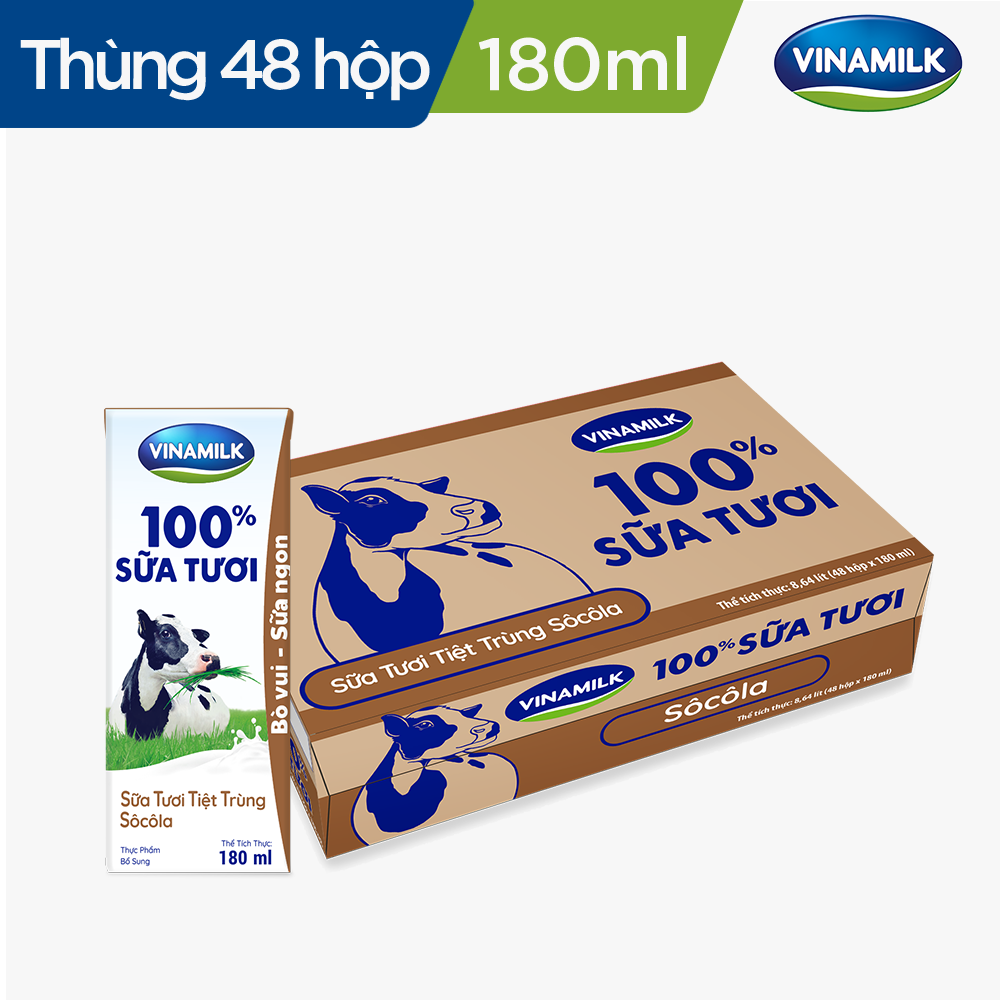 Thùng 48 hộp
180ml
VINAMILK
VINAMILK
100%
SỮA TƯƠI
Bò vui - Sữa ngon
Sữa Tươi Tiệt Trùng
Sôcôla
Thực Phẩm
Bổ Sung
Thể Tích Thực:
180 ml
VINAMILK
100%
SỮA TƯƠI
Thể tích thực: 8,64 lít (48 hộp x 180 ml)
Sữa Tươi Tiệt Trùng Sôcôla
VINAMILK
100% SỮA TƯƠI
Sôcôla
Thể tích thực: 8,64 lít (48 hộp x 180 ml)